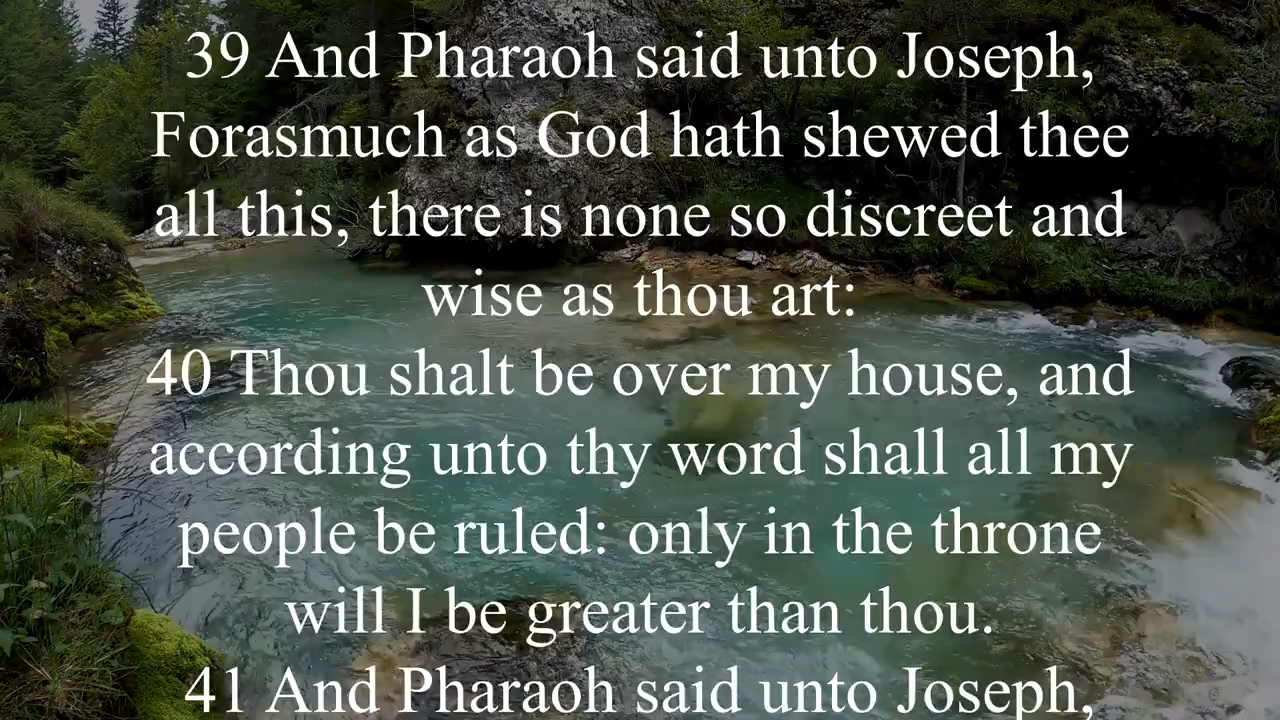 39 And Pharaoh said unto Joseph,
Forasmuch as God hath shewed thee
all this, there is none so discreet and
wise as thou art:
40 Thou shalt be over my house, and
according unto thy word shall all my
people be ruled: only in the throne
will I be greater than thou.
41 And Pharaoh said unto Joseph,